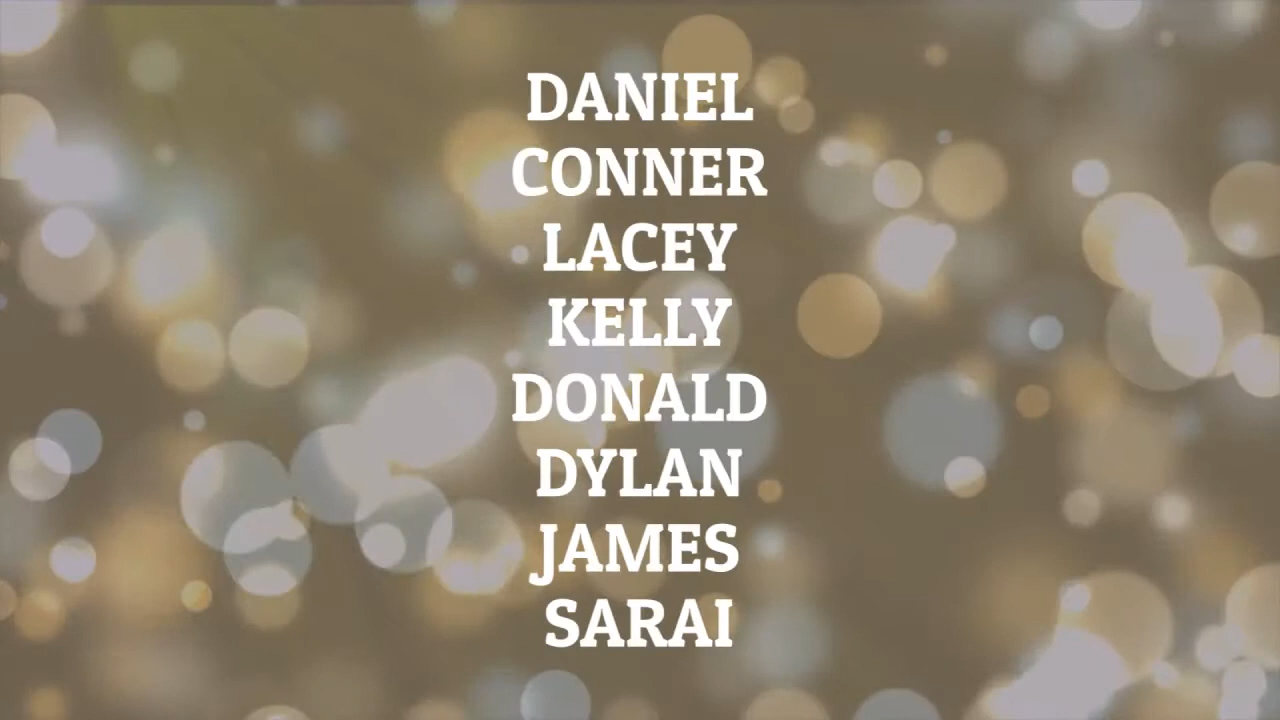 DANIEL
CONNER
LACEY
KELLY
DONALD
DYLAN
JAMES
SARAI